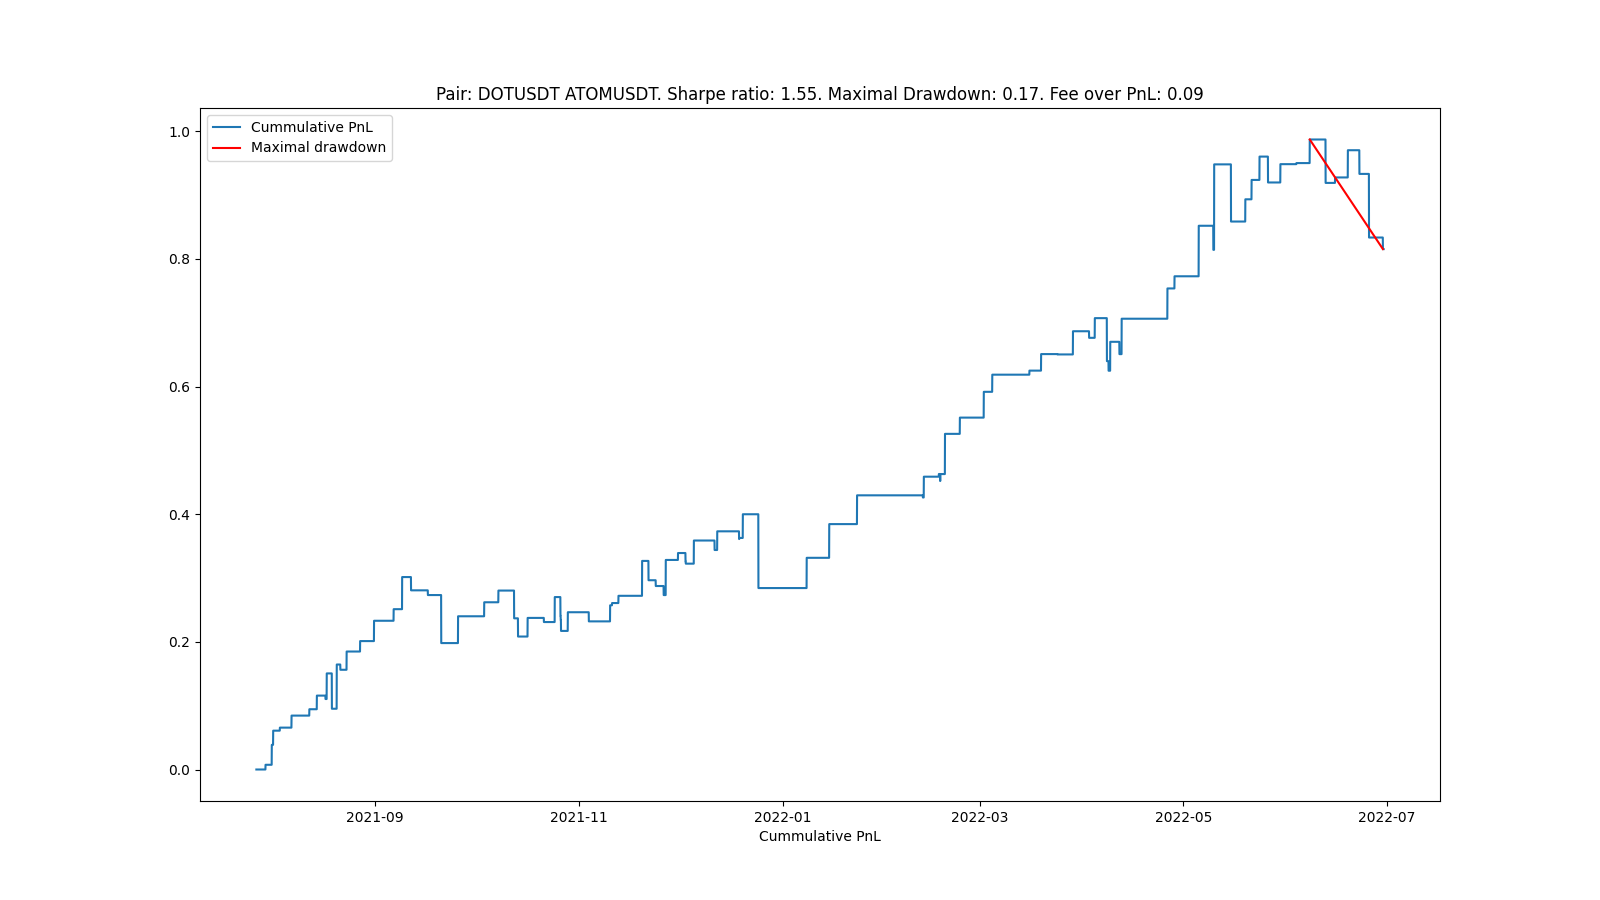 Pair: DOTUSDT ATOMUSDT. Sharpe ratio: 1.55. Maximal Drawdown: 0.17. Fee over PnL: 0.09
Cummulative PnL
Maximal drawdown
1.0
0.8
0.6
0.4
0.2
0.0
2021-09 2021-11 2022-01 2022-03 2022-05 2022-07
Cummulative PnL